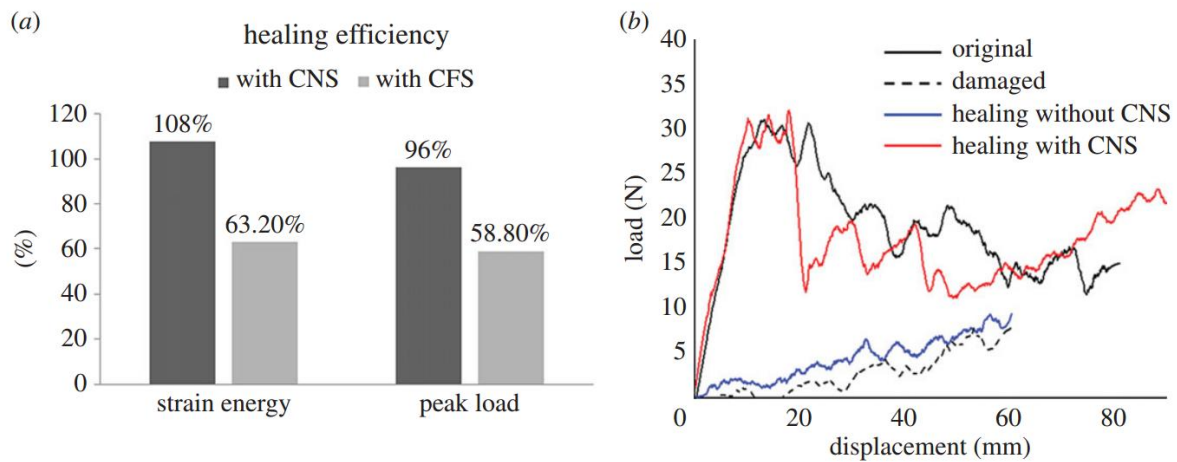 (a)
healing efficiency
with CNS with CFS
120
100
80
60
40
20
0
(%)
108%
63.20%
96%
58.80%
strain energy peak load
(b)
original
damaged
healing without CNS
healing with CNS
40
35
30
25
20
15
10
5
load (N)
0 20 40 60 80
displacement (mm)